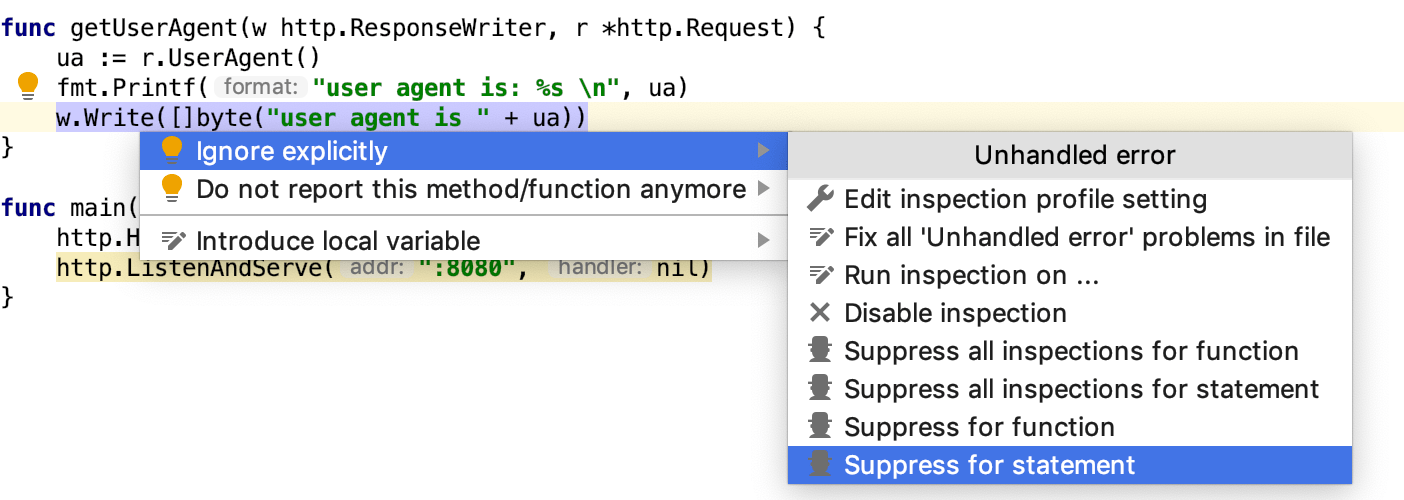 func getUserAgent(w http.ResponseWriter, r *http.Request) {
ua := r.UserAgent()
fmt.Printf( format: "user agent is: %s \n", ua)
w.Write([]byte("user agent is " + ua))
}
Ignore explicitly
Do not report this method/function anymore
Introduce local variable
Unhandled error
Edit inspection profile setting
Fix all 'Unhandled error' problems in file
Run inspection on ...
Disable inspection
Suppress all inspections for function
Suppress all inspections for statement
Suppress for function
Suppress for statement
func main(
http.H
http.ListenAndServe( addr: ":8080", handler: nil)
}